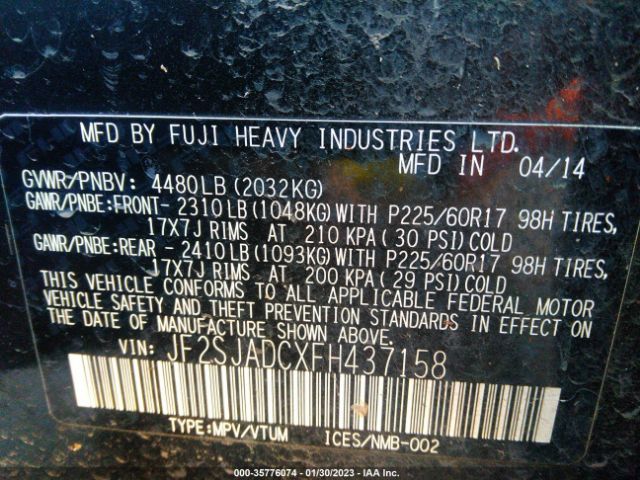 MFD BY FUJI HEAVY INDUSTRIES LTD.
MFD IN 04/14
GVWR/PNBV: 4480LB(2032KG)
GAWR/PNBE:FRONT- 2310LB(1048KG)WITH P225/60R17 98H TIRES,
17X7J RIMS AT 210 KPA(30 PSI)COLD
GAWR/PNBE:REAR - 2410LB(1093KG)WITH P225/60R17 98H TIRES,
17X7J RIMS AT 200 KPA(29 PSI)COLD
THIS VEHICLE CONFORMS TO ALL APPLICABLE FEDERAL MOTOR
VEHICLE SAFETY AND THEFT PREVENTION STANDARDS IN EFFECT ON
THE DATE OF MANUFACTURE SHOWN ABOVE.
VIN: JF2SJADCXFH437158
TYPE:MPV/VTUM ICES/NMB-002
000-35776074 - 01/30/2023 - IAA Inc.